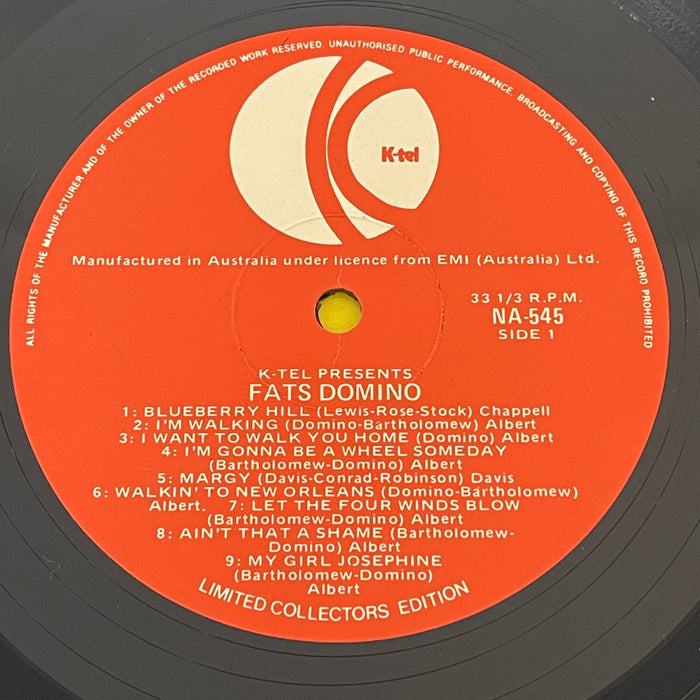 ALL RIGHTS OF THE MANUFACTURER AND OF THE OWNER OF THE RECORDED WORK RESERVED. UNAUTHORISED PUBLIC PERFORMANCE, BROADCASTING AND COPYING OF THIS RECORD PROHIBITED
K-tel
Manufactured in Australia under licence from EMI (Australia) Ltd.
33 1/3 R.P.M.
NA-545
SIDE 1
K-TEL PRESENTS
FATS DOMINO
1: BLUEBERRY HILL (Lewis-Rose-Stock) Chappell
2: I'M WALKING (Domino-Bartholomew) Albert
3: I WANT TO WALK YOU HOME (Domino) Albert
4: I'M GONNA BE A WHEEL SOMEDAY
(Bartholomew-Domino) Albert
5: MARGY (Davis-Conrad-Robinson) Davis
6: WALKIN' TO NEW ORLEANS (Domino-Bartholomew)
Albert. 7: LET THE FOUR WINDS BLOW
(Bartholomew-Domino) Albert
8: AIN'T THAT A SHAME (Bartholomew-
Domino) Albert
9: MY GIRL JOSEPHINE
(Bartholomew-Domino)
Albert
LIMITED COLLECTORS EDITION